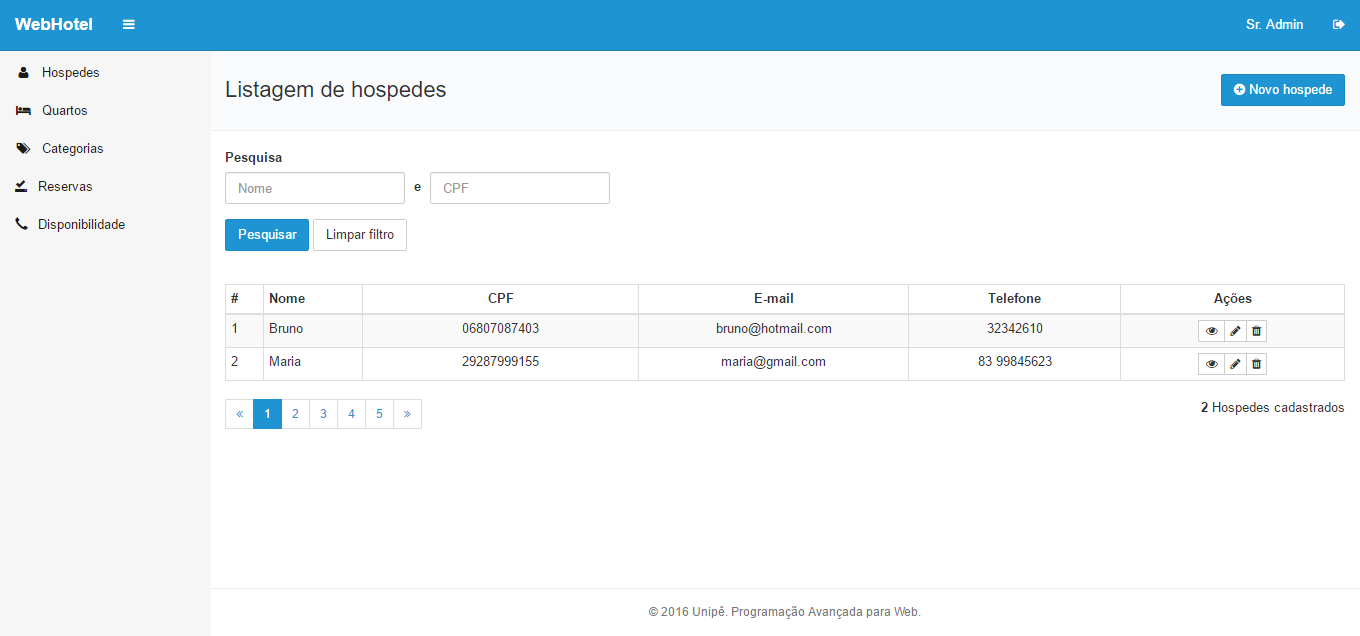 WebHotel Sr. Admin
Hospedes
Quartos
Categorias
Reservas
Disponibilidade
Listagem de hospedes Novo hospede
Pesquisa
Nome e CPF
Pesquisar Limpar filtro
# Nome CPF E-mail Telefone Ações
1 Bruno 06807087403 bruno@hotmail.com 32342610
2 Maria 29287999155 maria@gmail.com 83 99845623
« 1 2 3 4 5 » 2 Hospedes cadastrados
© 2016 Unipê. Programação Avançada para Web.